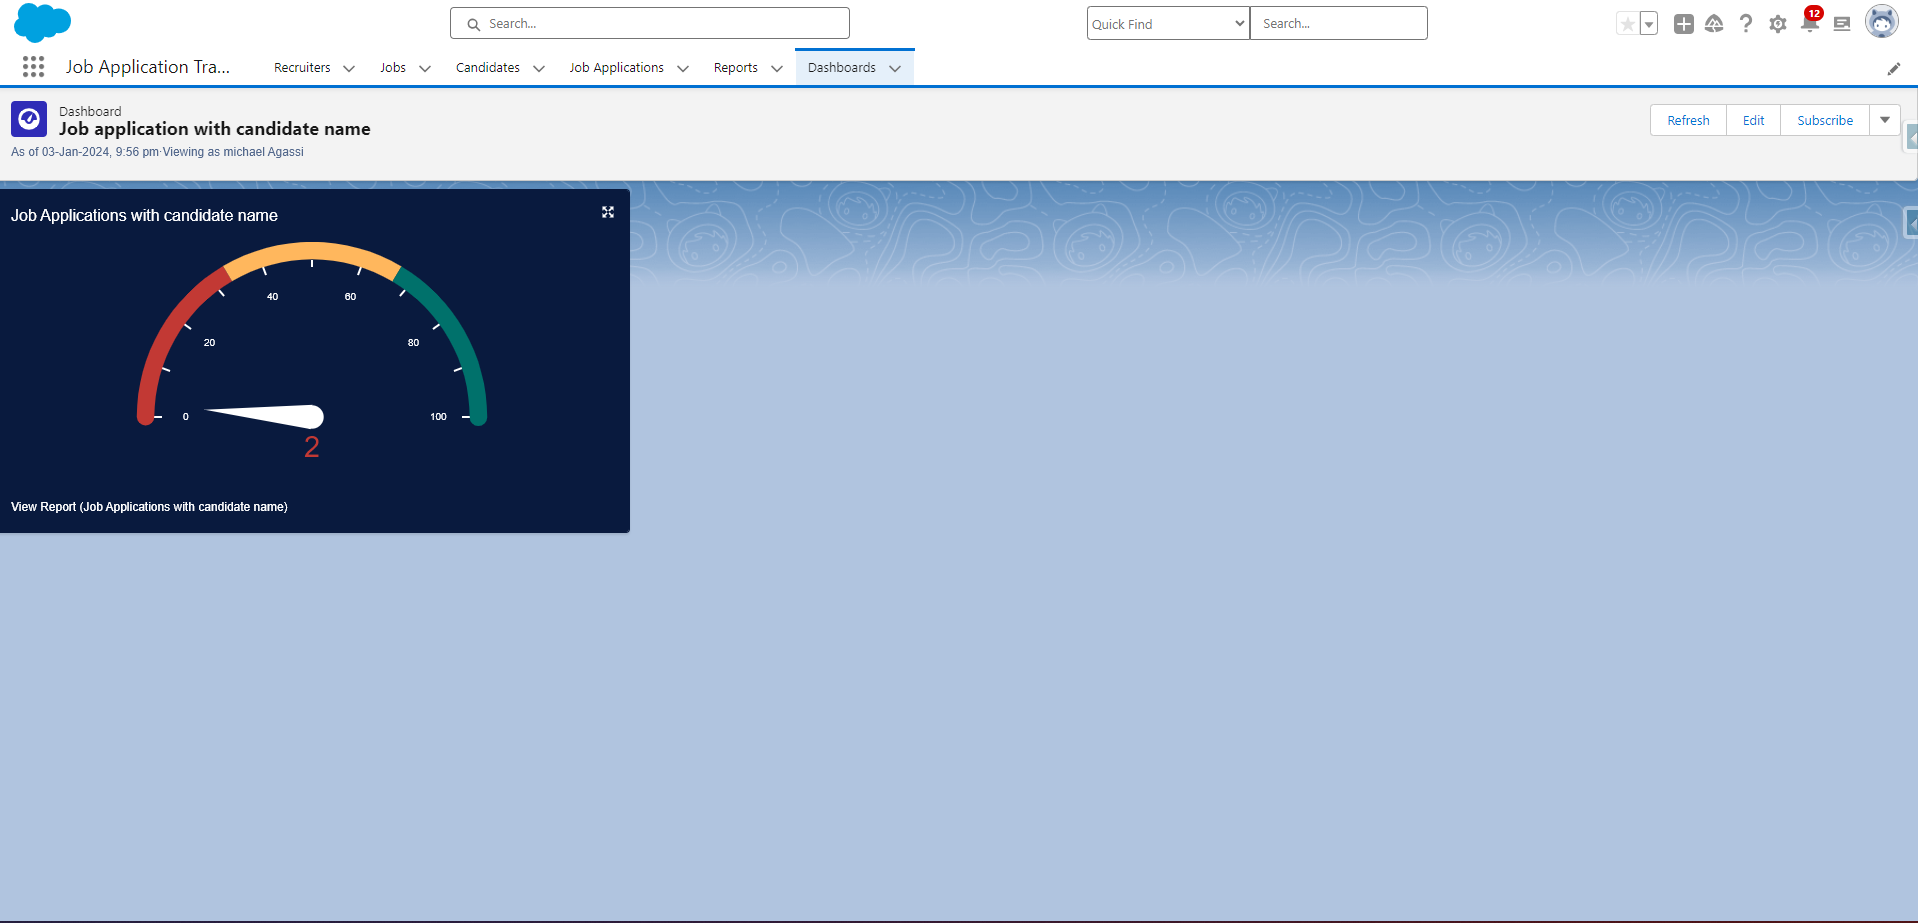 Search...
Quick Find
Search...
12
Job Application Tra...
Recruiters
Jobs
Candidates
Job Applications
Reports
Dashboards
Dashboard
Job application with candidate name
As of 03-Jan-2024, 9:56 pm·Viewing as michael Agassi
Refresh
Edit
Subscribe
Job Applications with candidate name
0
20
40
60
80
100
2
View Report (Job Applications with candidate name)